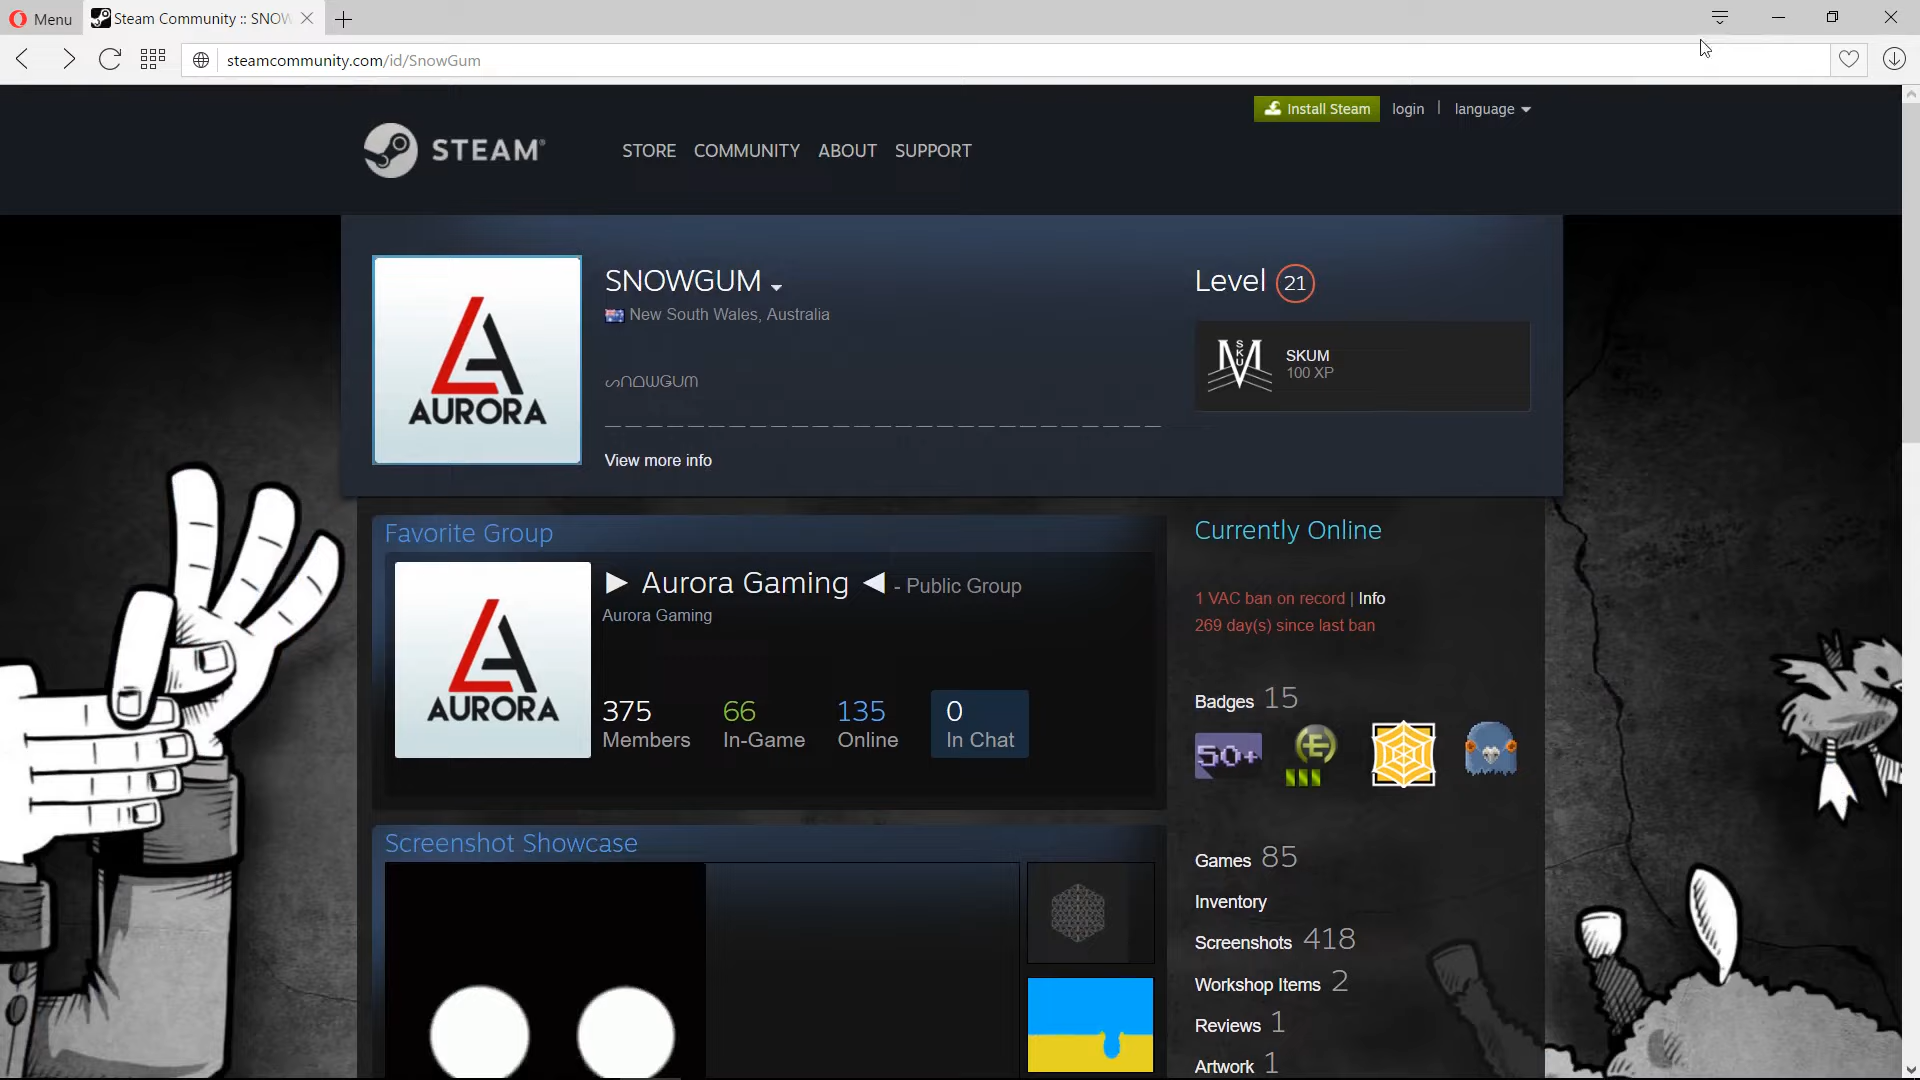 Menu
Steam Community :: SNOW
steamcommunity.com/id/SnowGum
Install Steam
login | language
STEAM®
STORE COMMUNITY ABOUT SUPPORT
AURORA
SNOWGUM
New South Wales, Australia
View more info
Level 21
SKUM
SKUM
100 XP
Favorite Group
AURORA
► Aurora Gaming ◄ - Public Group
Aurora Gaming
375
Members
66
In-Game
135
Online
0
In Chat
Screenshot Showcase
Currently Online
1 VAC ban on record | Info
269 day(s) since last ban
Badges 15
50+
Games 85
Inventory
Screenshots 418
Workshop Items 2
Reviews 1
Artwork 1